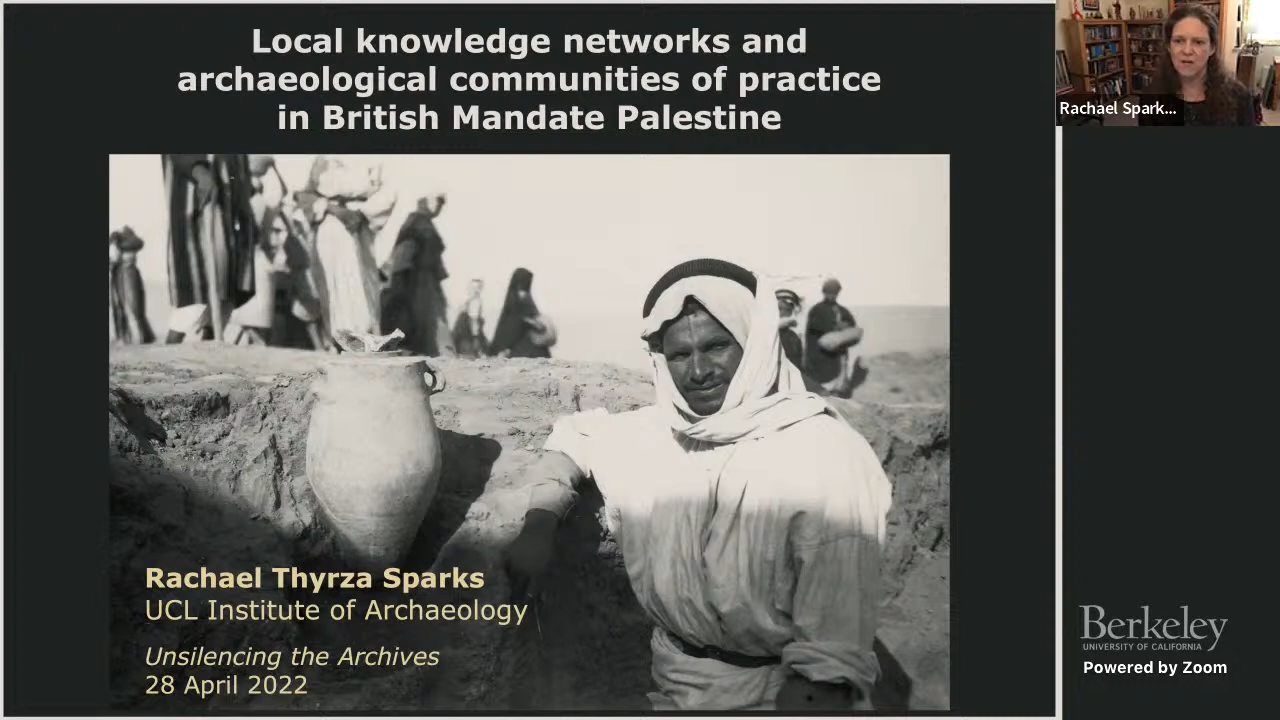 Local knowledge networks and
archaeological communities of practice
in British Mandate Palestine
Rachael Thyrza Sparks
UCL Institute of Archaeology
Unsilencing the Archives
28 April 2022
Rachael Spark...
Berkeley
UNIVERSITY OF CALIFORNIA
Powered by Zoom